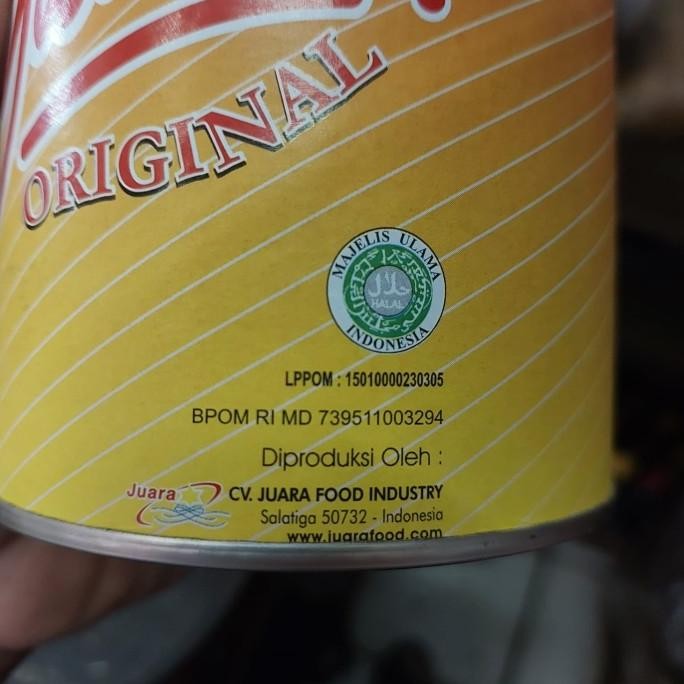 ORIGINAL
MAJELIS ULAMA
حلال
HALAL
INDONESIA
LPPOM : 15010000230305
BPOM RI MD 739511003294
Diproduksi Oleh :
Juara
CV. JUARA FOOD INDUSTRY
Salatiga 50732 - Indonesia
www.juarafood.com